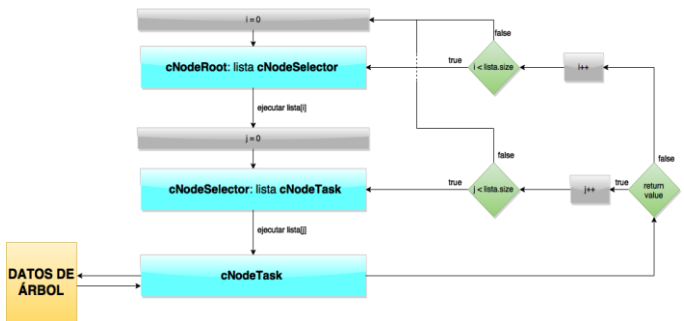 i = 0
false
cNodeRoot: lista cNodeSelector
true
i < lista.size
i++
ejecutar lista[i]
j = 0
false
false
cNodeSelector: lista cNodeTask
true
j < lista.size
j++
true
return
value
ejecutar lista[j]
DATOS DE
ÁRBOL
cNodeTask